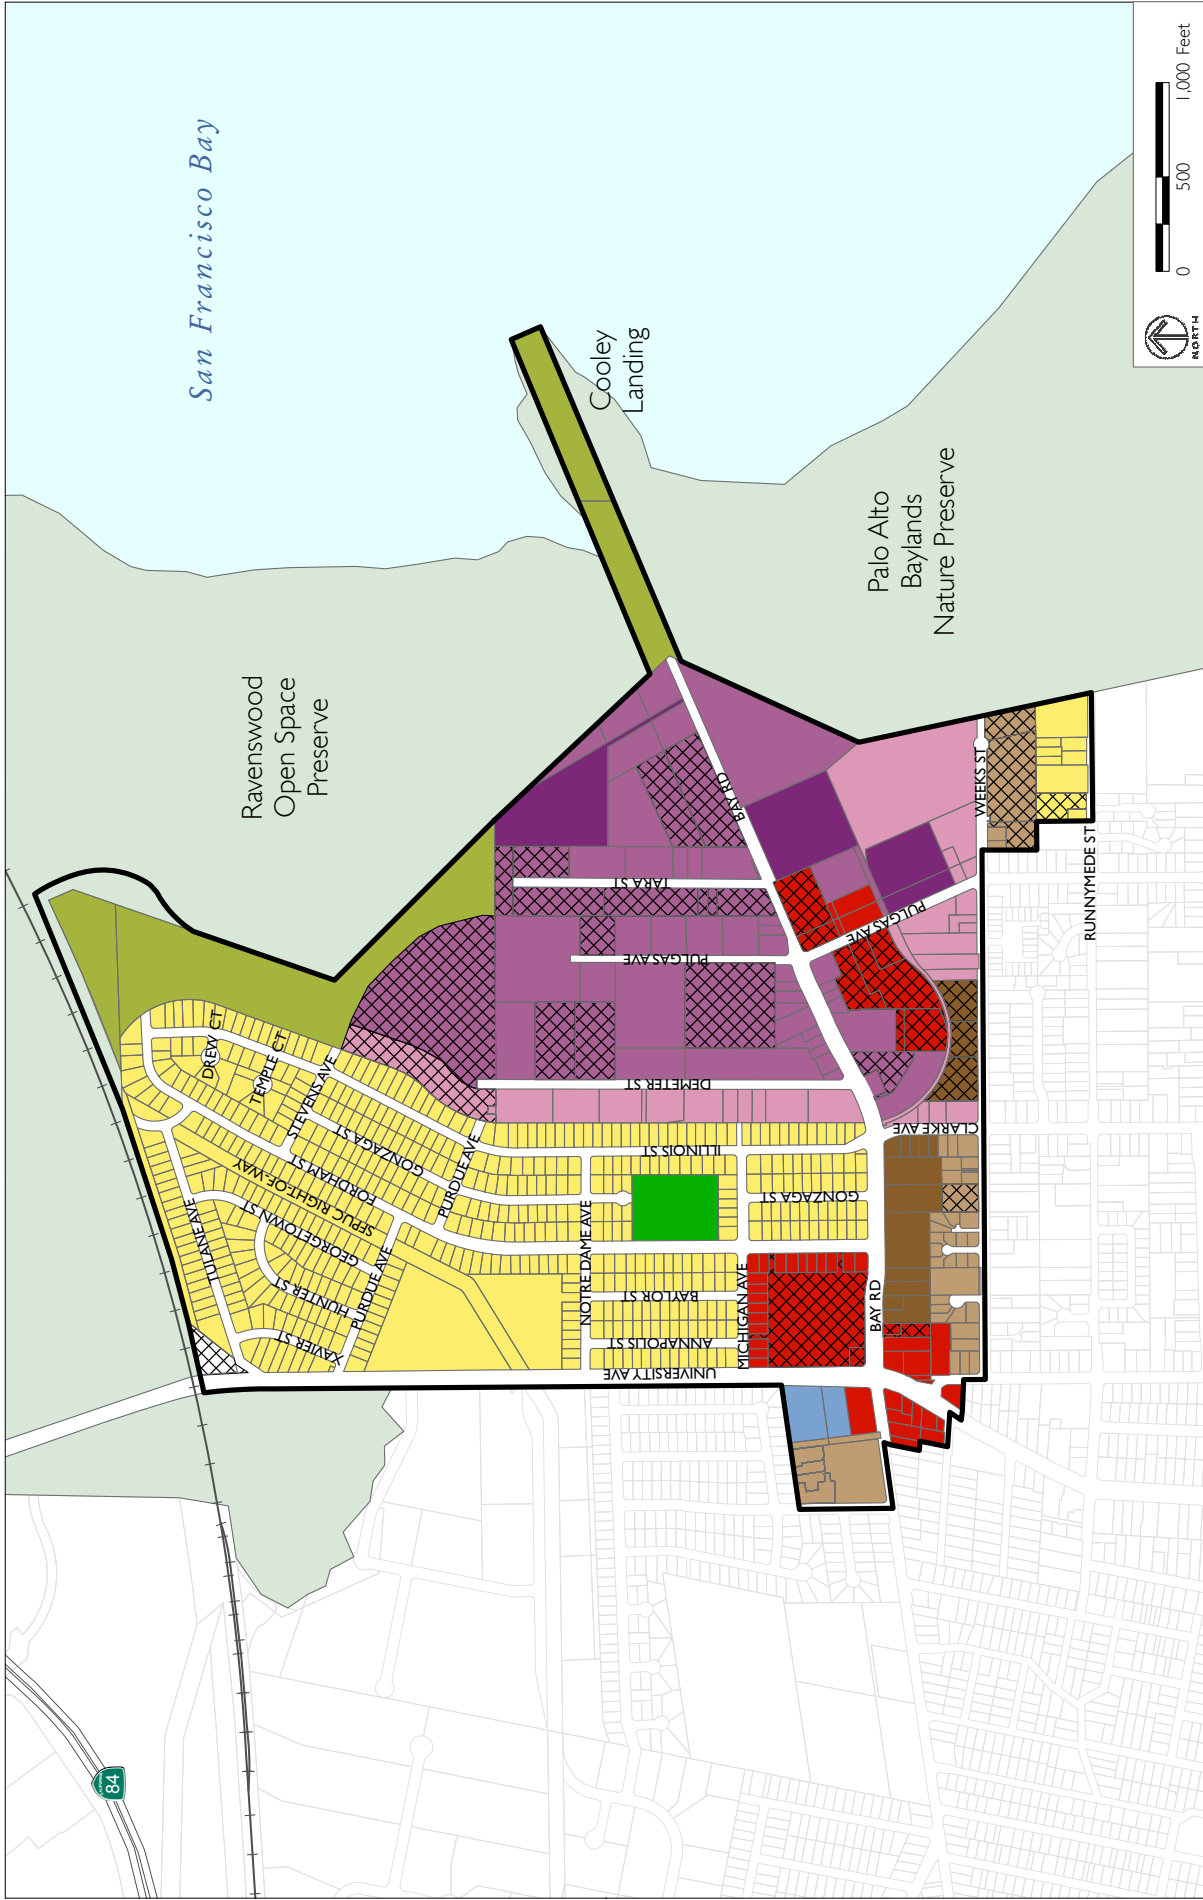 San Francisco Bay
Ravenswood
Open Space
Preserve
Cooley
Landing
Palo Alto
Baylands
Nature Preserve
0
500
1,000 Feet
NORTH
CALIFORNIA
84
DREW CT
TEMPLE CT
STEVENS AVE
GONZAGA ST
FORDHAM ST
SFPUC RIGHT-OF-WAY
GEORGETOWN ST
TULANE AVE
HUNTER ST
XAVIER ST
PURDUE AVE
PURDUE AVE
NOTRE DAME AVE
ILLINOIS ST
GONZAGA ST
BAYLOR ST
ANNAPOLIS ST
MICHIGAN AVE
UNIVERSITY AVE
DEMETER ST
PULGAS AVE
TARA ST
BAY RD
BAY RD
PULGAS AVE
CLARKE AVE
WEEKS ST
RUNNYMEDE ST